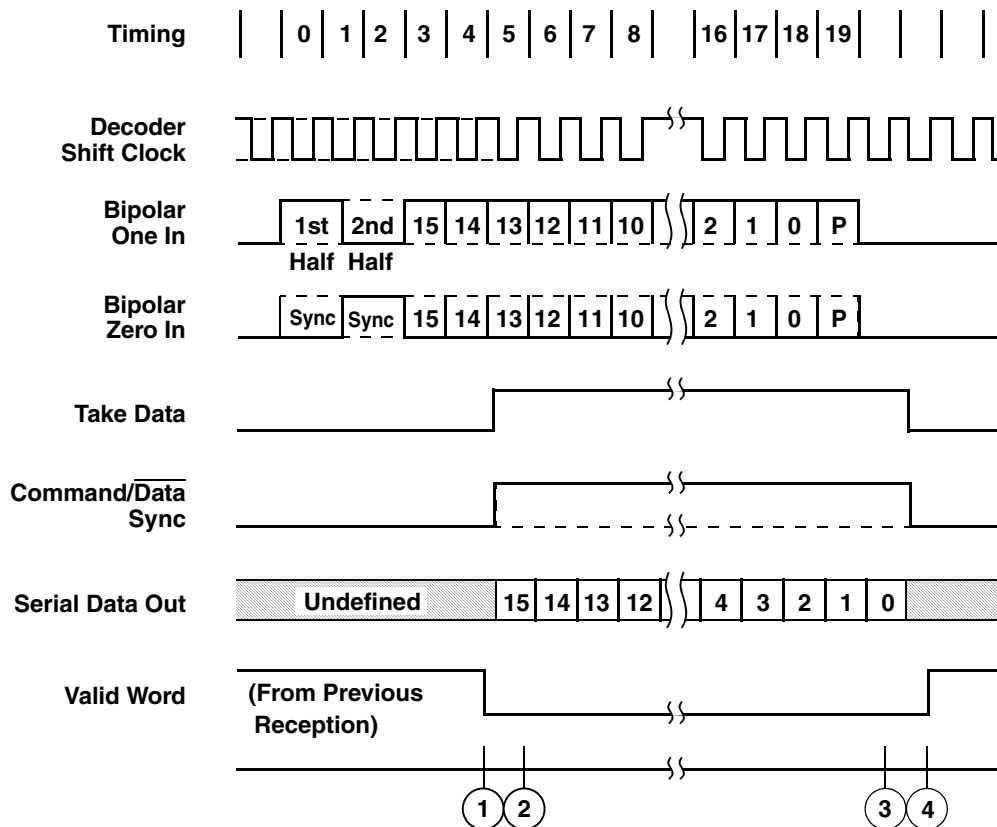 Timing 0 1 2 3 4 5 6 7 8 16 17 18 19
Decoder
Shift Clock
Bipolar
One In
1st 2nd 15 14 13 12 11 10 2 1 0 P
Half Half
Bipolar
Zero In
Sync Sync 15 14 13 12 11 10 2 1 0 P
Take Data
Command/Data
Sync
Serial Data Out Undefined 15 14 13 12 4 3 2 1 0
Valid Word (From Previous
Reception)
1 2 3 4